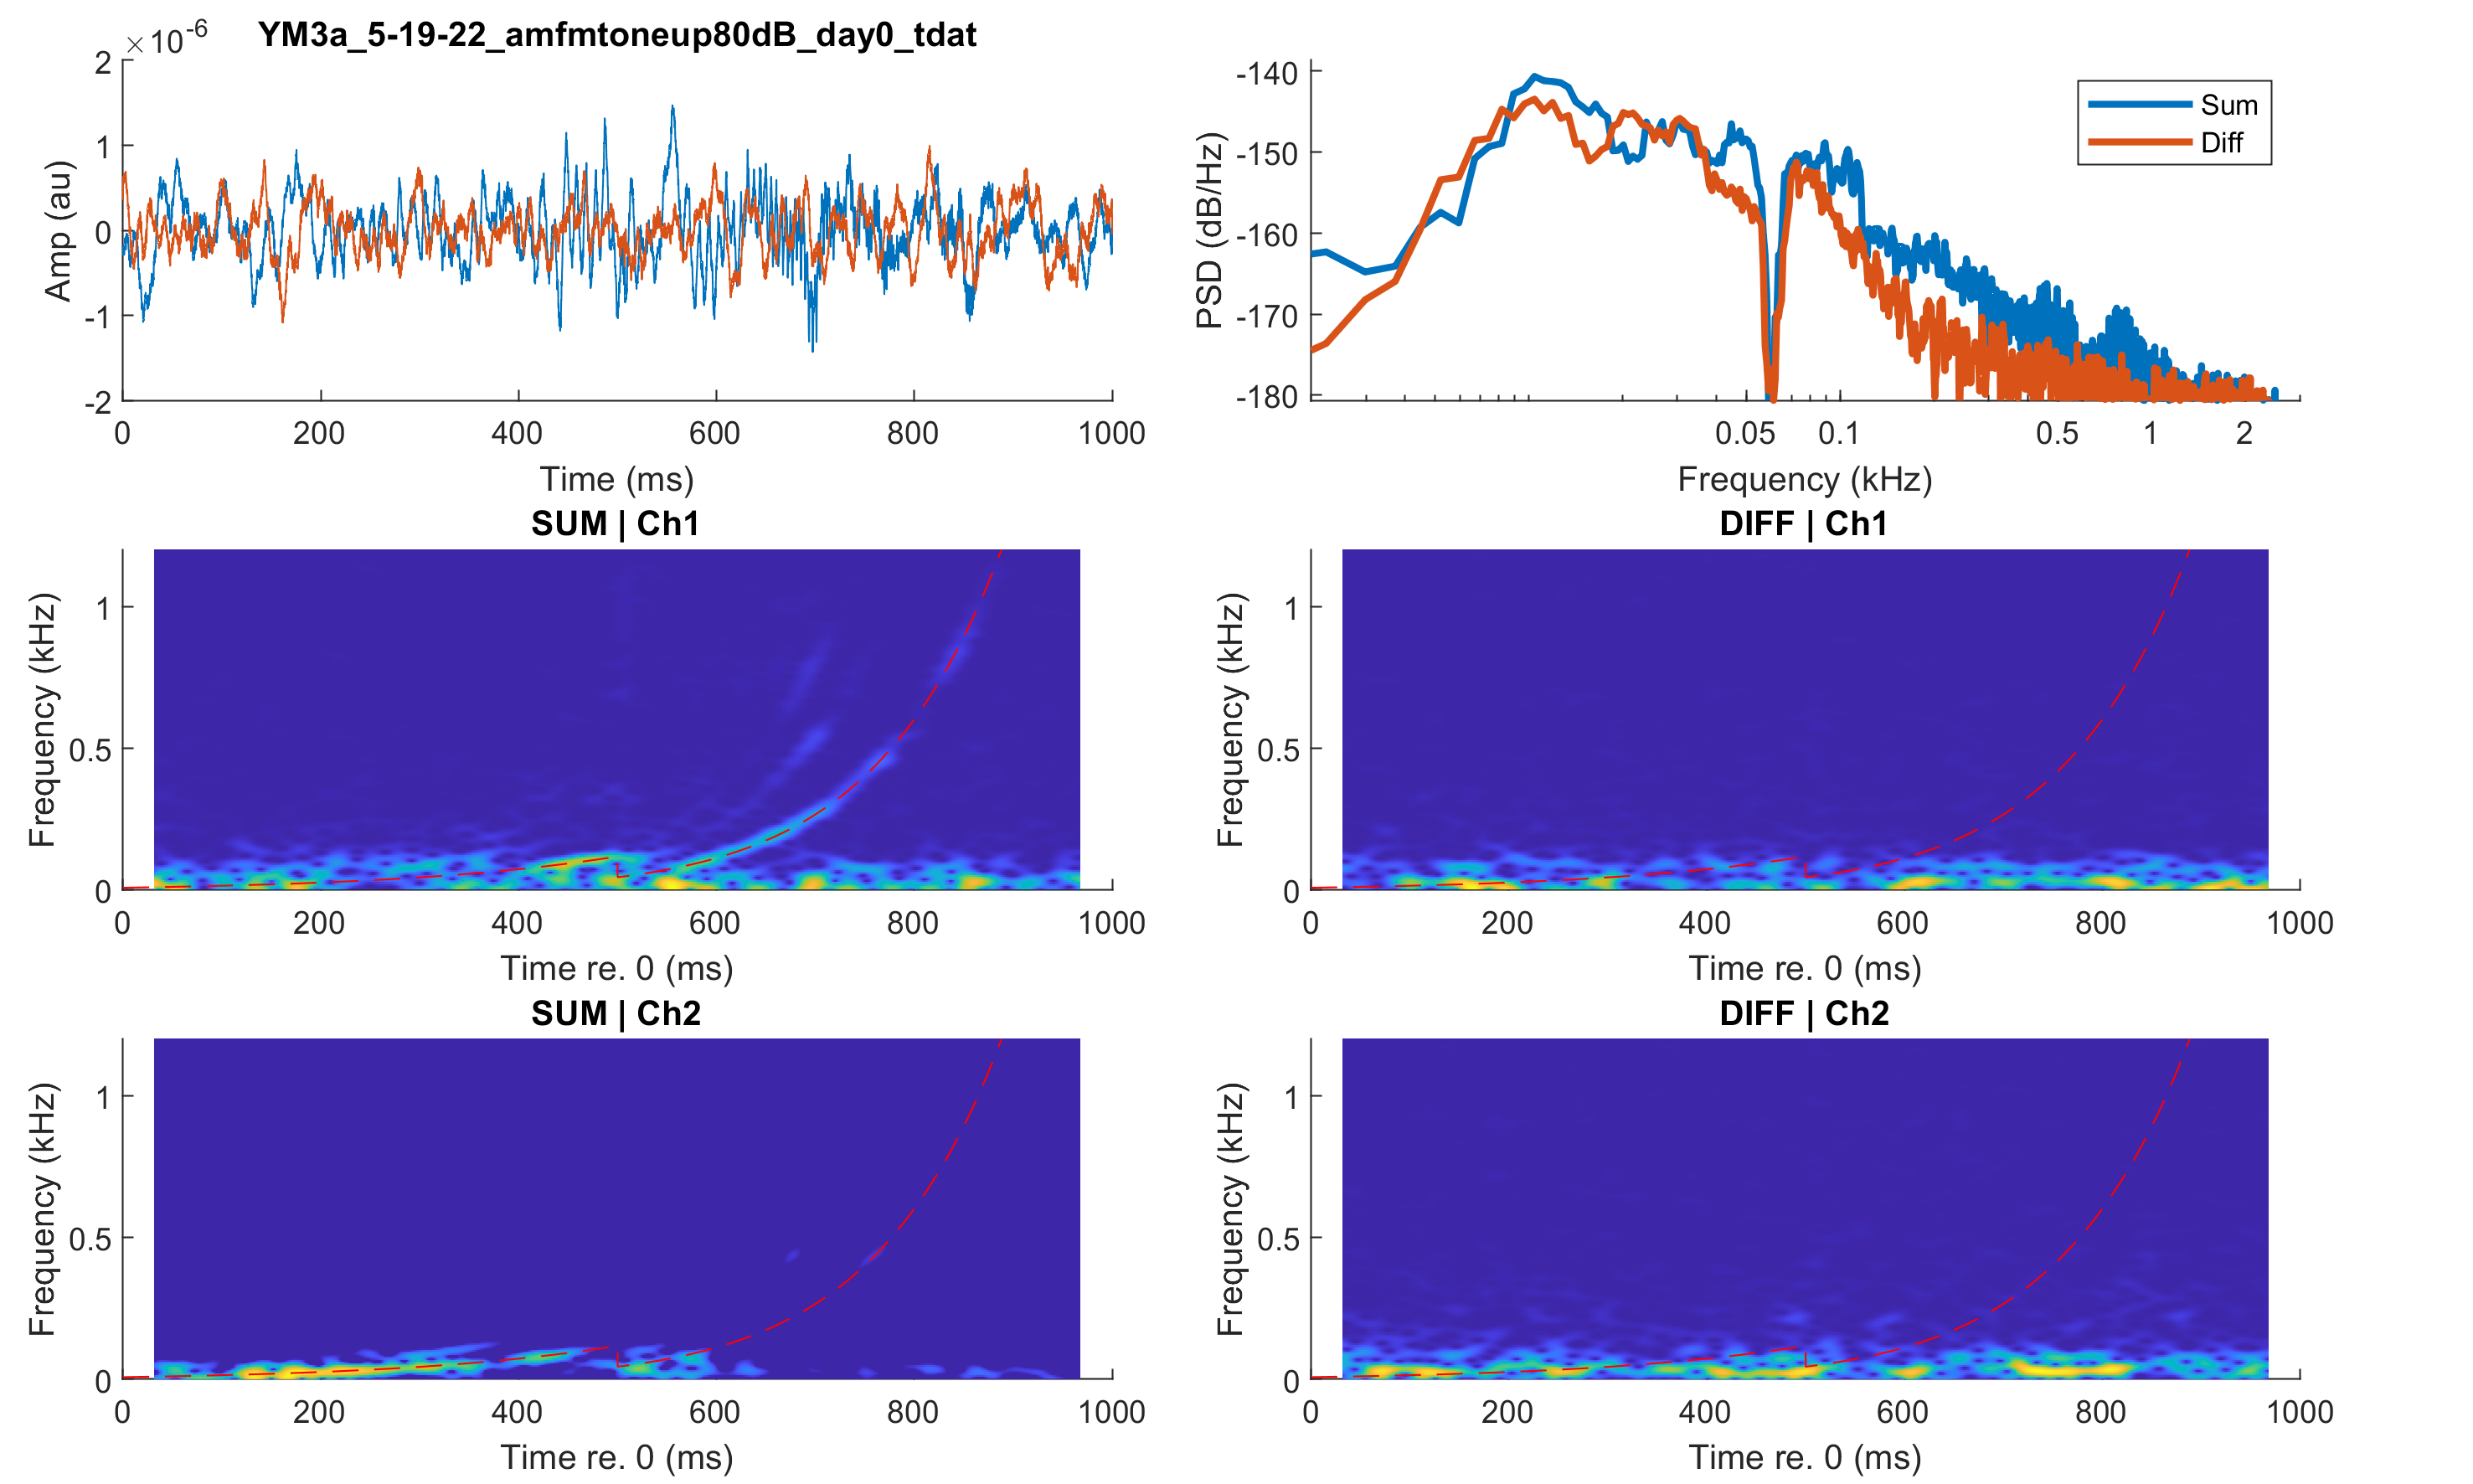 YM3a_5-19-22_amfmtoneup80dB_day0_tdat
×10-6
2
1
0
-1
-2
Amp (au)
0 200 400 600 800 1000
Time (ms)
-140
-150
-160
-170
-180
PSD (dB/Hz)
Sum
Diff
0.05 0.1 0.5 1 2
Frequency (kHz)
SUM | Ch1
1
0.5
0
Frequency (kHz)
0 200 400 600 800 1000
Time re. 0 (ms)
DIFF | Ch1
1
0.5
0
Frequency (kHz)
0 200 400 600 800 1000
Time re. 0 (ms)
SUM | Ch2
1
0.5
0
Frequency (kHz)
0 200 400 600 800 1000
Time re. 0 (ms)
DIFF | Ch2
1
0.5
0
Frequency (kHz)
0 200 400 600 800 1000
Time re. 0 (ms)